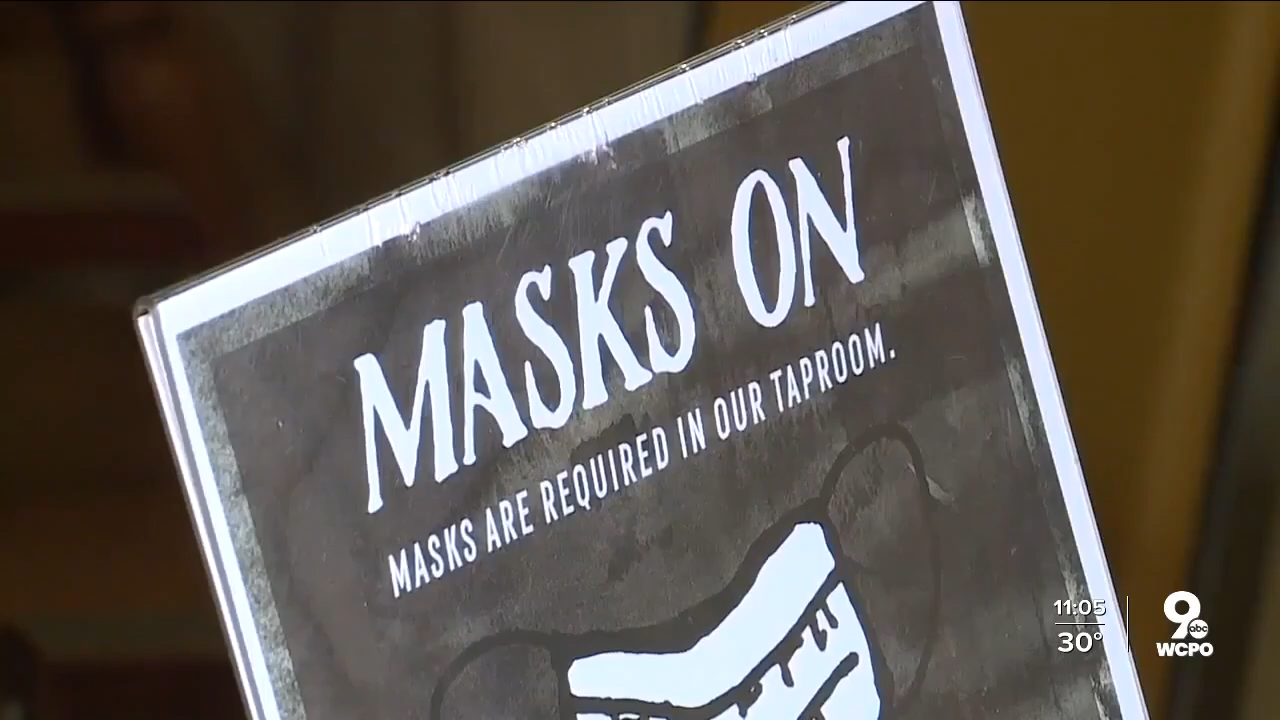 MASKS ON
MASKS ARE REQUIRED IN OUR TAPROOM.
11:05
30°
9
abc
WCPO